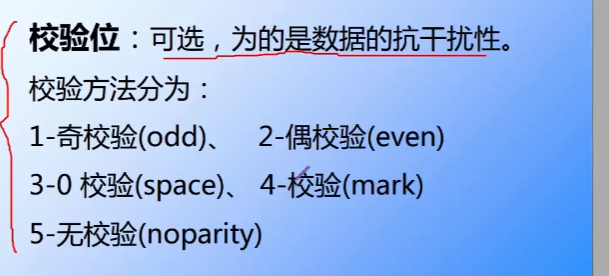 校验位：可选，为的是数据的抗干扰性。
校验方法分为：
1-奇校验(odd)、 2-偶校验(even)
3-0 校验(space)、 4-校验(mark)
5-无校验(noparity)